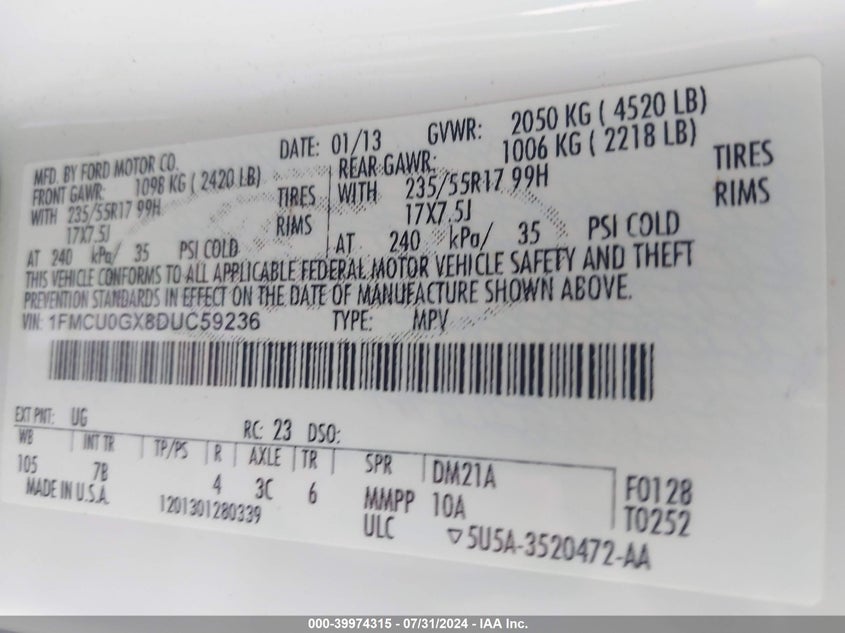 MFD. BY FORD MOTOR CO. DATE: 01/13 GVWR: 2050 KG ( 4520 LB)
FRONT GAWR: 1098 KG ( 2420 LB) REAR GAWR: 1006 KG ( 2218 LB)
WITH 235/55R17 99H TIRES WITH 235/55R17 99H TIRES
17X7.5J RIMS 17X7.5J RIMS
AT 240 kPa/ 35 PSI COLD AT 240 kPa/ 35 PSI COLD
THIS VEHICLE CONFORMS TO ALL APPLICABLE FEDERAL MOTOR VEHICLE SAFETY AND THEFT
PREVENTION STANDARDS IN EFFECT ON THE DATE OF MANUFACTURE SHOWN ABOVE.
VIN: 1FMCU0GX8DUC59236 TYPE: MPV
EXT PNT: UG RC: 23 DSO:
WB INT TR TP/PS R AXLE TR SPR DM21A F0128
105 7B 4 3C 6 MMPP 10A T0252
MADE IN U.S.A. 1201301280339 ULC ▽5U5A-3520472-AA
000-39974315 - 07/31/2024 - IAA Inc.